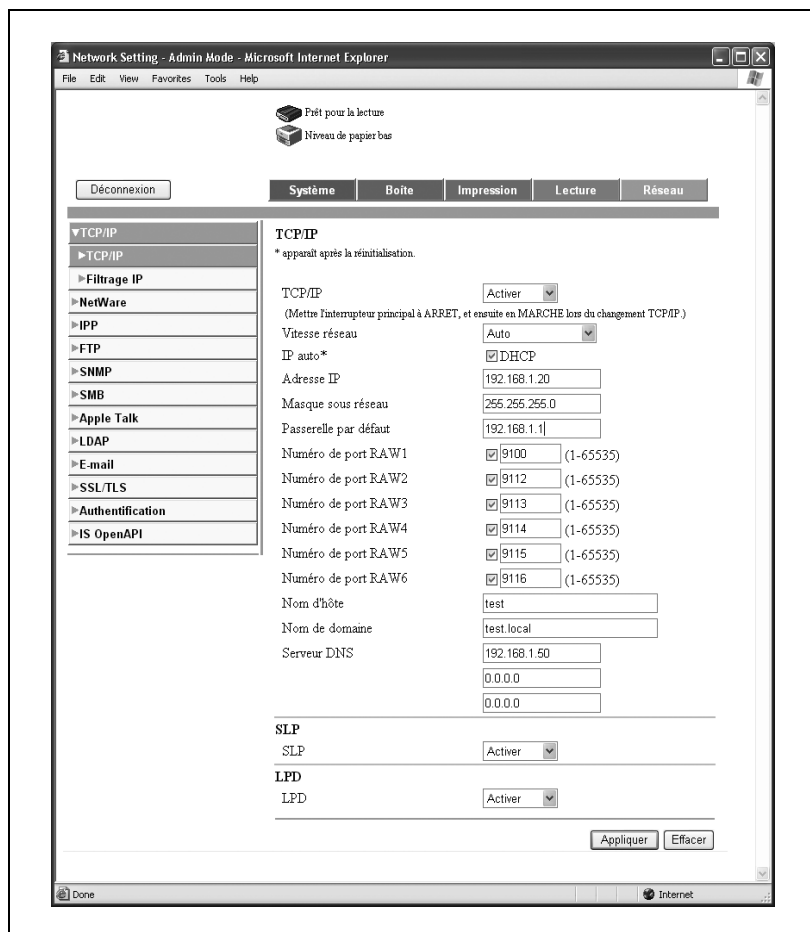 Network Setting - Admin Mode - Microsoft Internet Explorer
File Edit View Favorites Tools Help
Prêt pour la lecture
Niveau de papier bas
Déconnexion
Système Boîte Impression Lecture Réseau
▼TCP/IP
▶TCP/IP
▶Filtrage IP
▶NetWare
▶IPP
▶FTP
▶SNMP
▶SMB
▶Apple Talk
▶LDAP
▶E-mail
▶SSL/TLS
▶Authentification
▶IS OpenAPI
TCP/IP
* apparaît après la réinitialisation.
TCP/IP Activer
(Mettre l'interrupteur principal à ARRET, et ensuite en MARCHE lors du changement TCP/IP.)
Vitesse réseau Auto
IP auto* DHCP
Adresse IP 192.168.1.20
Masque sous réseau 255.255.255.0
Passerelle par défaut 192.168.1.1
Numéro de port RAW1 9100 (1-65535)
Numéro de port RAW2 9112 (1-65535)
Numéro de port RAW3 9113 (1-65535)
Numéro de port RAW4 9114 (1-65535)
Numéro de port RAW5 9115 (1-65535)
Numéro de port RAW6 9116 (1-65535)
Nom d'hôte test
Nom de domaine test.local
Serveur DNS 192.168.1.50
0.0.0.0
0.0.0.0
SLP
SLP Activer
LPD
LPD Activer
Appliquer Effacer
Done Internet